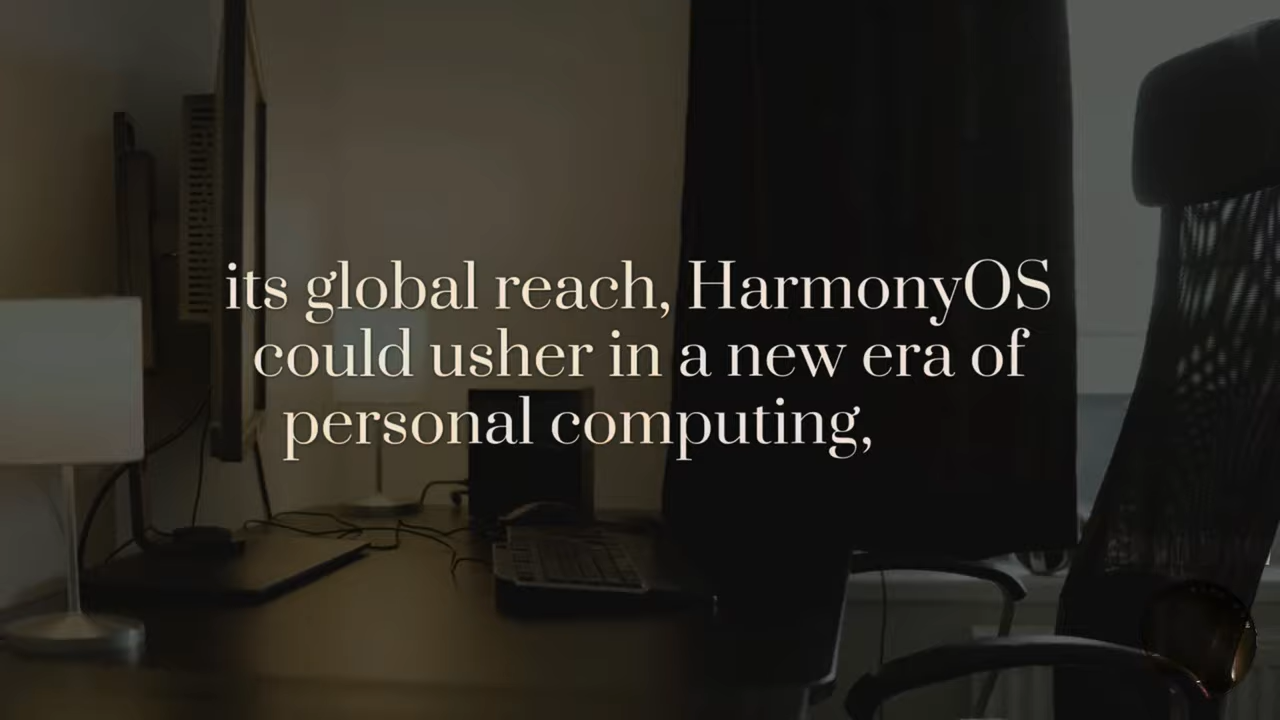 its global reach, HarmonyOS
could usher in a new era of
personal computing,